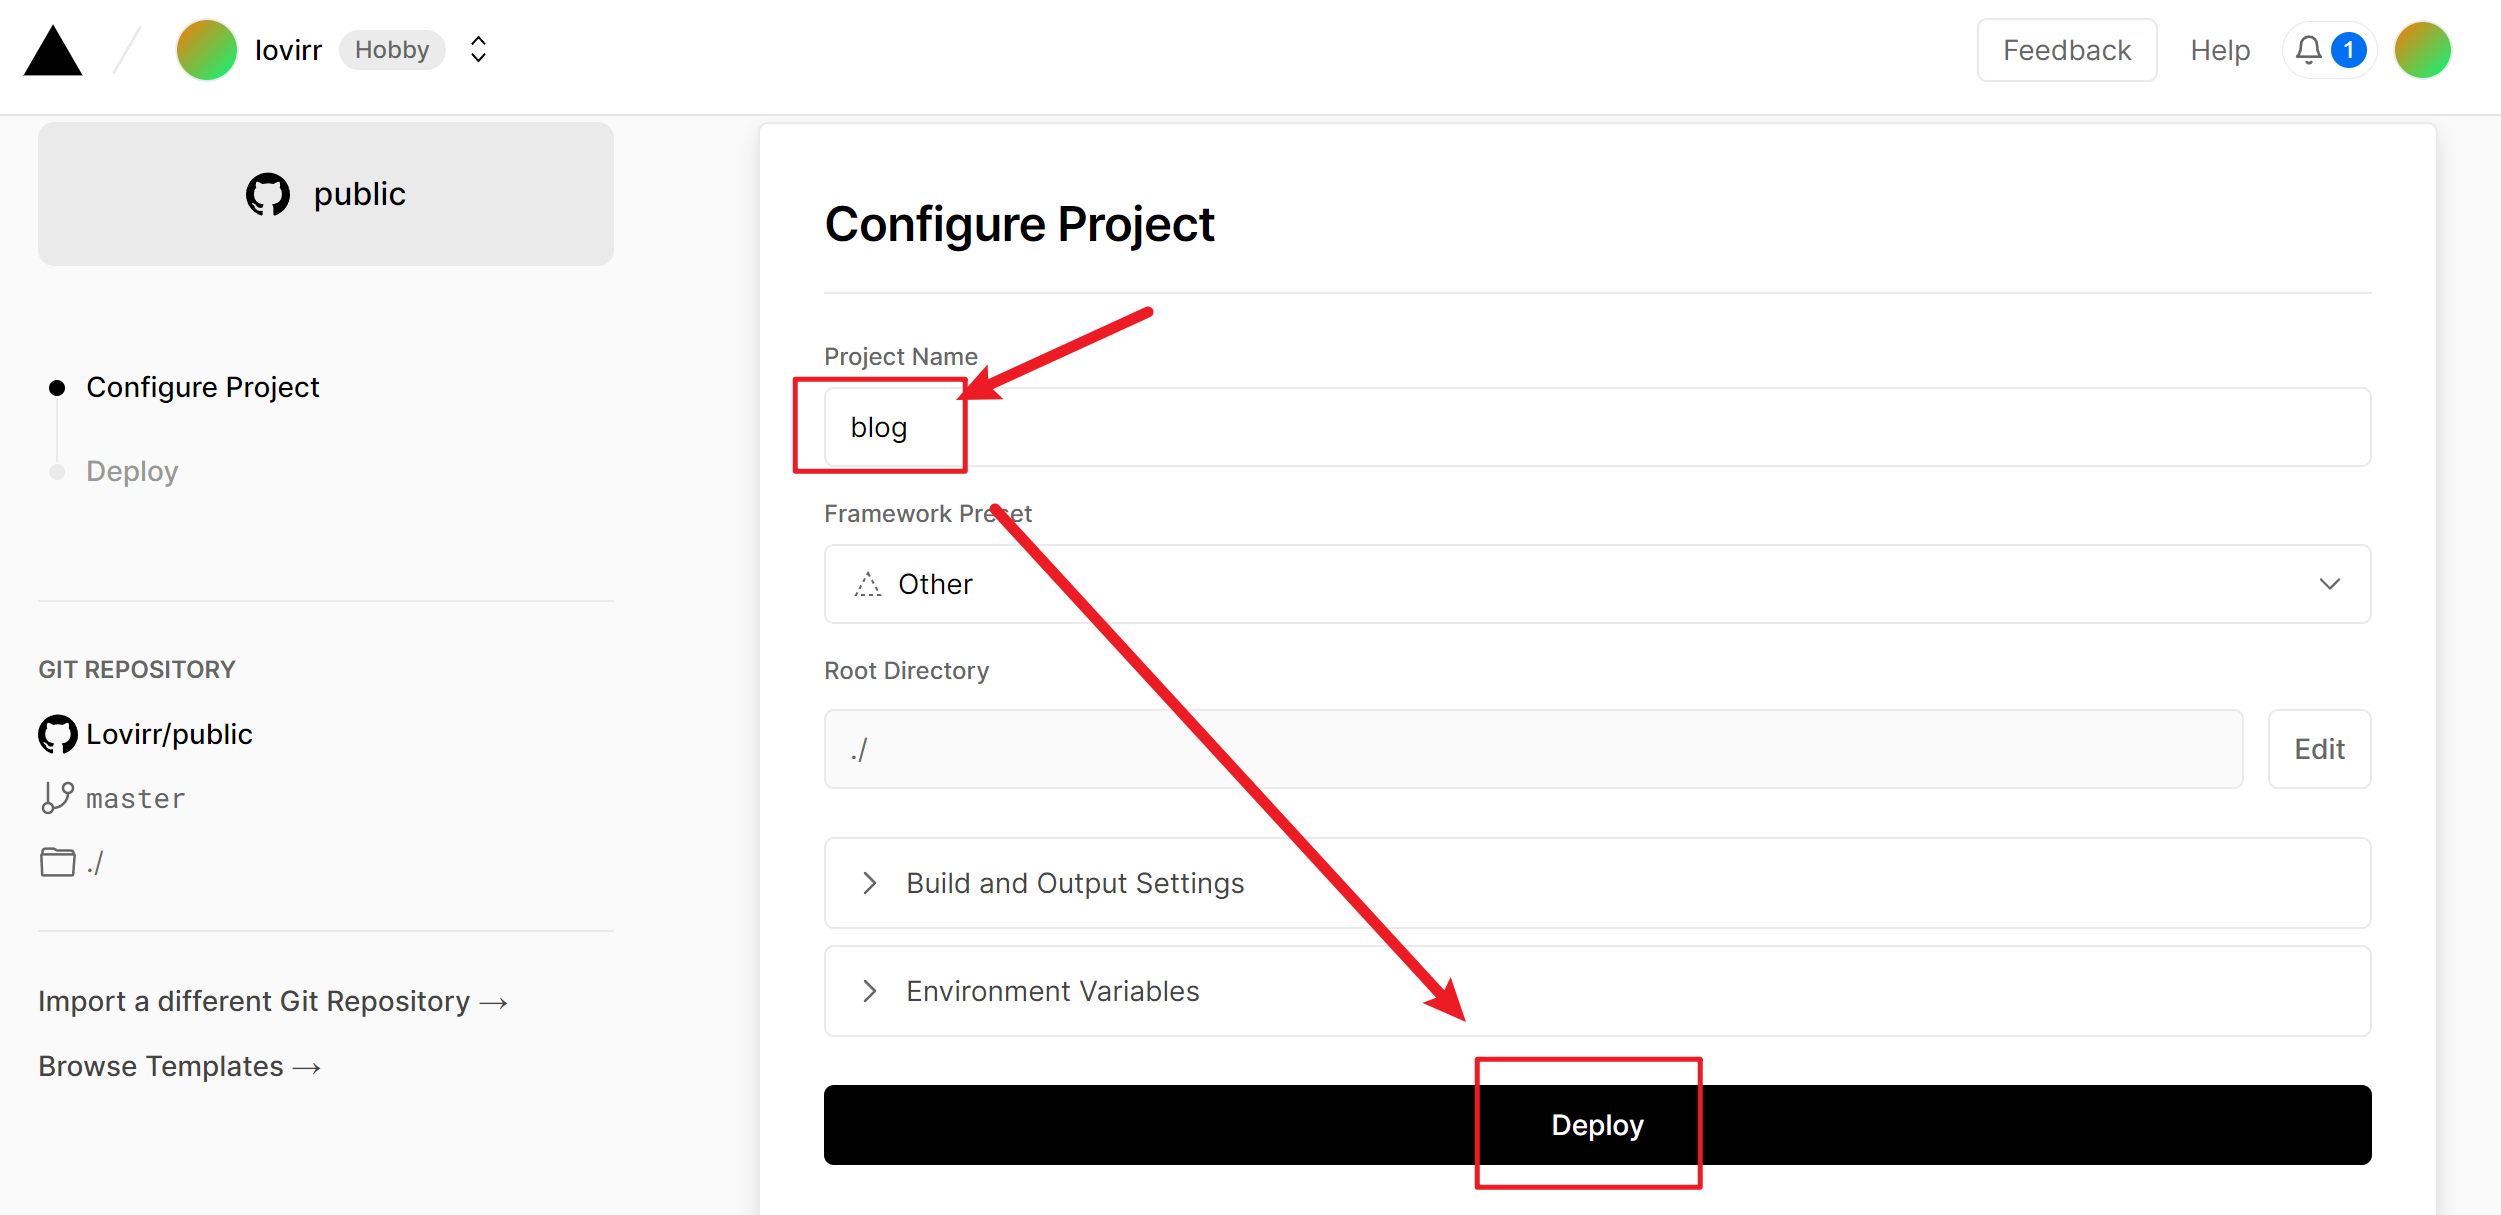 lovirr Hobby
Feedback Help 1
public
Configure Project
Deploy
GIT REPOSITORY
Lovirr/public
master
./
Import a different Git Repository →
Browse Templates →
Configure Project
Project Name
blog
Framework Preset
Other
Root Directory
./
Edit
Build and Output Settings
Environment Variables
Deploy